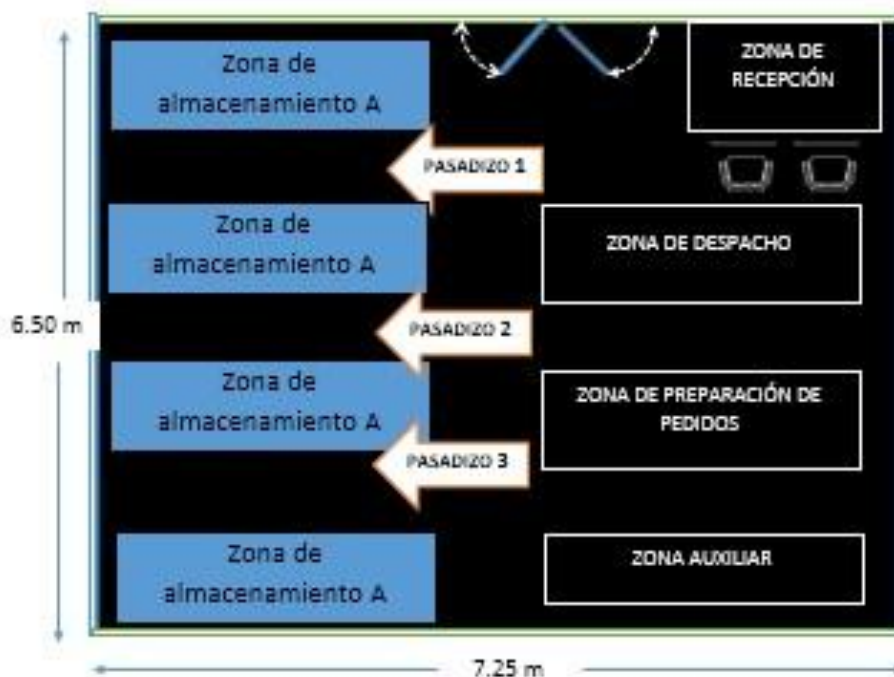 Zona de
almacenamiento A
ZONA DE
RECEPCIÓN
PASADIZO 1
Zona de
almacenamiento A
ZONA DE DESPACHO
6.50 m
PASADIZO 2
Zona de
almacenamiento A
ZONA DE PREPARACIÓN DE
PEDIDOS
PASADIZO 3
Zona de
almacenamiento A
ZONA AUXILIAR
7.25 m